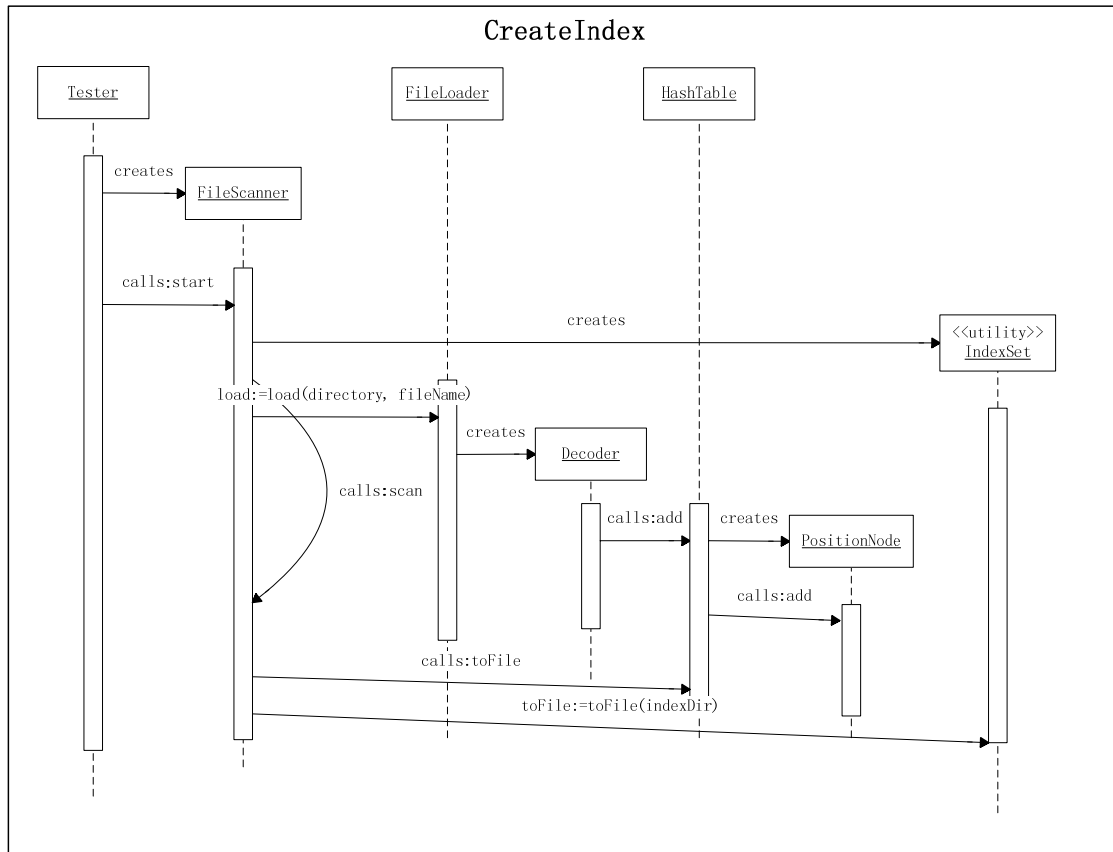 CreateIndex
Tester
FileLoader
HashTable
creates
FileScanner
calls:start
creates
<<utility>>
IndexSet
load:=load(directory, fileName)
creates
Decoder
calls:scan
calls:add
creates
PositionNode
calls:add
calls:toFile
toFile:=toFile(indexDir)